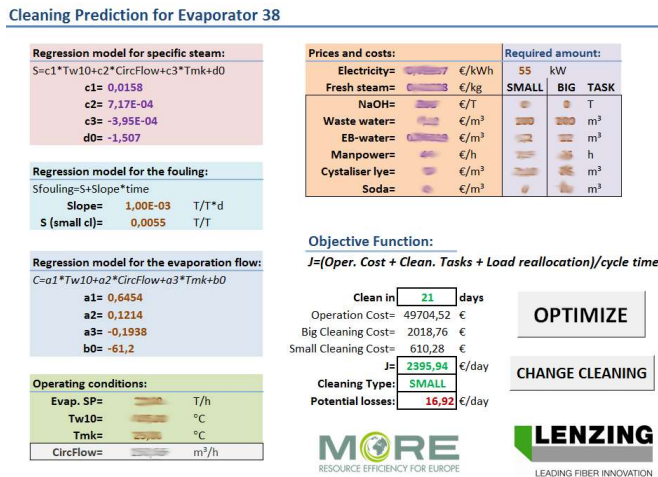 Cleaning Prediction for Evaporator 38
Regression model for specific steam:
S=c1*Tw10+c2*CircFlow+c3*Tmk+d0
c1= 0,0158
c2= 7,17E-04
c3= -3,95E-04
d0= -1,507
Regression model for the fouling:
Sfouling=S+Slope*time
Slope= 1,00E-03 T/T*d
S (small cl)= 0,0055 T/T
Regression model for the evaporation flow:
C=a1*Tw10+a2*CircFlow+a3*Tmk+b0
a1= 0,6454
a2= 0,1214
a3= -0,1938
b0= -61,2
Operating conditions:
Evap. SP= T/h
Tw10= °C
Tmk= °C
CircFlow= m³/h
Prices and costs: Required amount:
Electricity= €/kWh 55 kW
Fresh steam= €/kg SMALL BIG TASK
NaOH= €/T T
Waste water= €/m³ m³
EB-water= €/m³ m³
Manpower= €/h h
Cystaliser lye= €/m³ m³
Soda= €/m³ m³
Objective Function:
J=(Oper. Cost + Clean. Tasks + Load reallocation)/cycle time
Clean in 21 days
Operation Cost= 49704,52 €
Big Cleaning Cost= 2018,76 €
Small Cleaning Cost= 610,28 €
J= 2395,94 €/day
Cleaning Type: SMALL
Potential losses: 16,92 €/day
OPTIMIZE
CHANGE CLEANING
MORE
RESOURCE EFFICIENCY FOR EUROPE
LENZING
LEADING FIBER INNOVATION